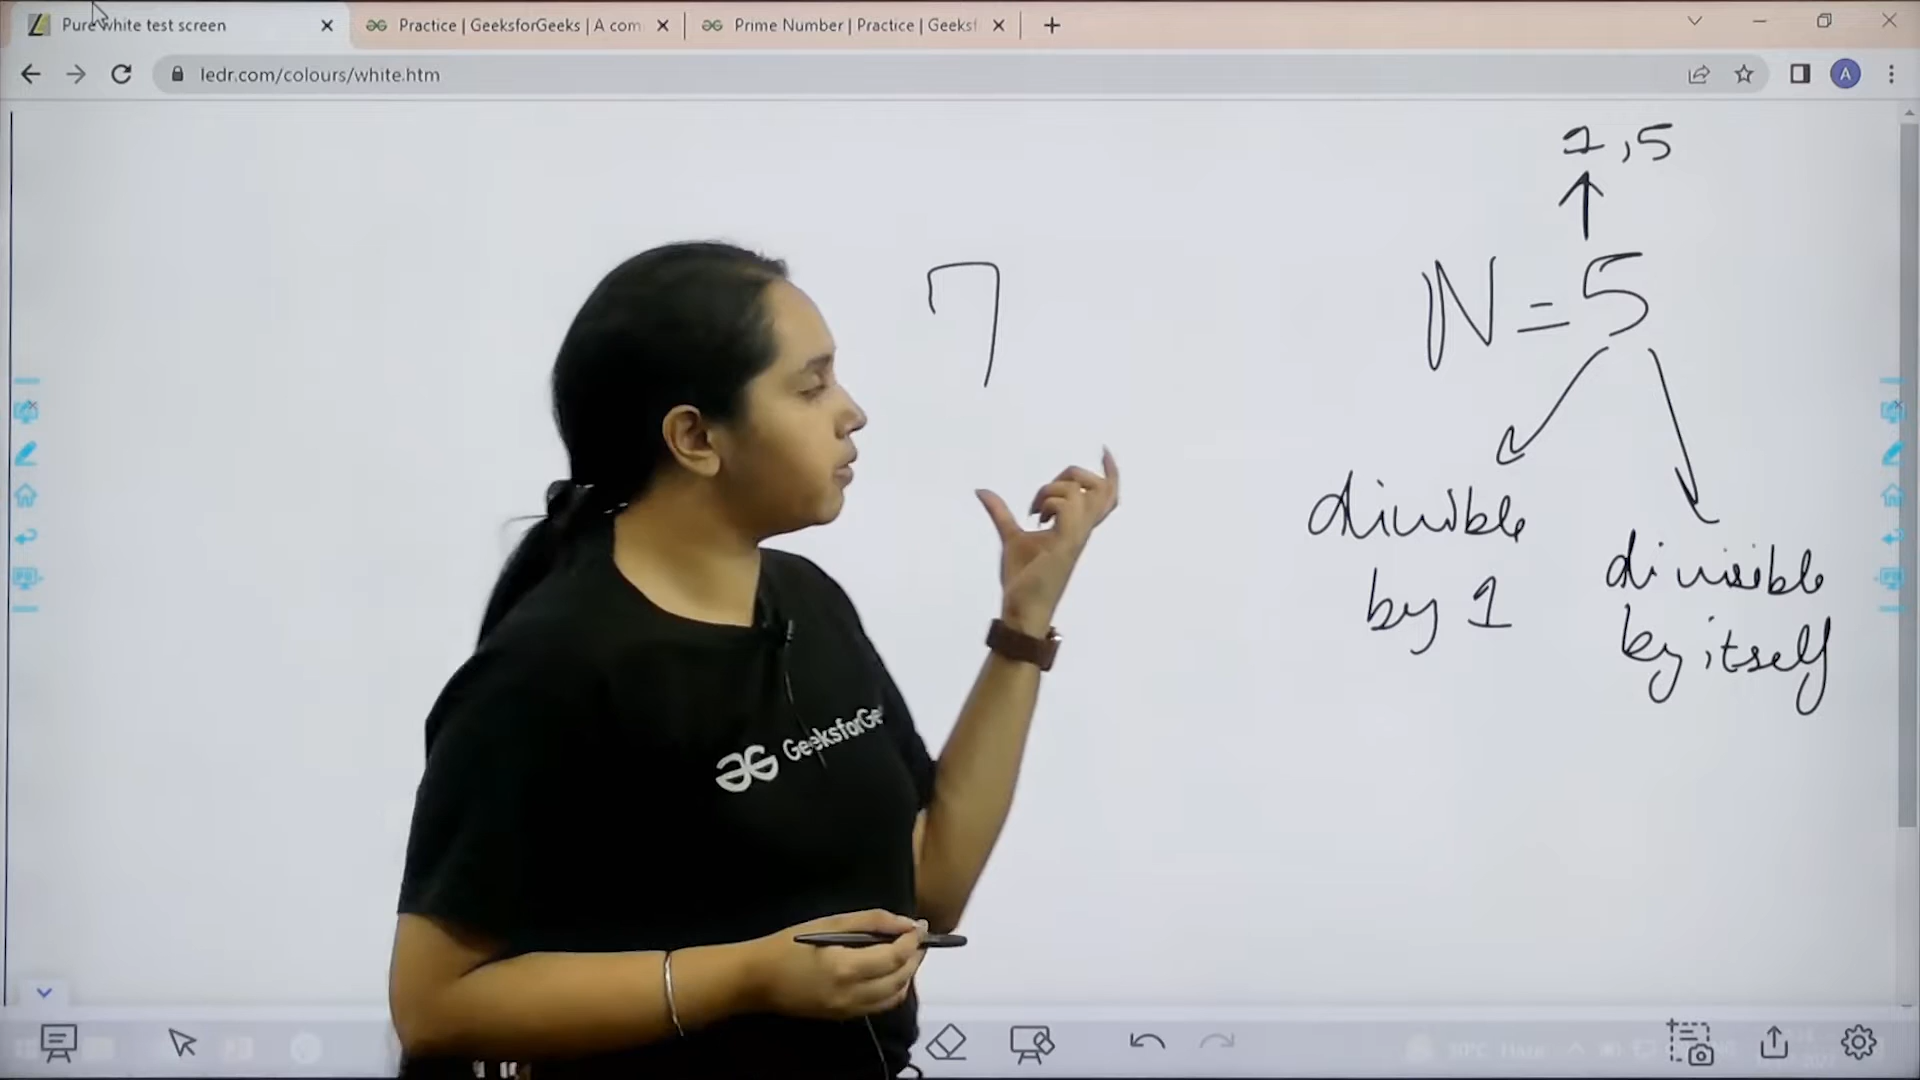 Pure white test screen
Practice | GeeksforGeeks | A com
Prime Number | Practice | Geeksf
ledr.com/colours/white.htm
A
1,5
7
N=5
divisible
by 1
divisible
by itself
GeeksforGe